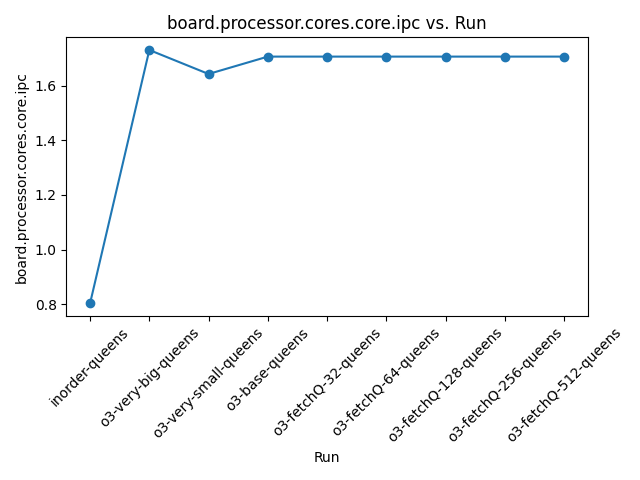 board.processor.cores.core.ipc vs. Run
board.processor.cores.core.ipc
1.6
1.4
1.2
1.0
0.8
inorder-queens
o3-very-big-queens
o3-very-small-queens
o3-base-queens
o3-fetchQ-32-queens
o3-fetchQ-64-queens
o3-fetchQ-128-queens
o3-fetchQ-256-queens
o3-fetchQ-512-queens
Run